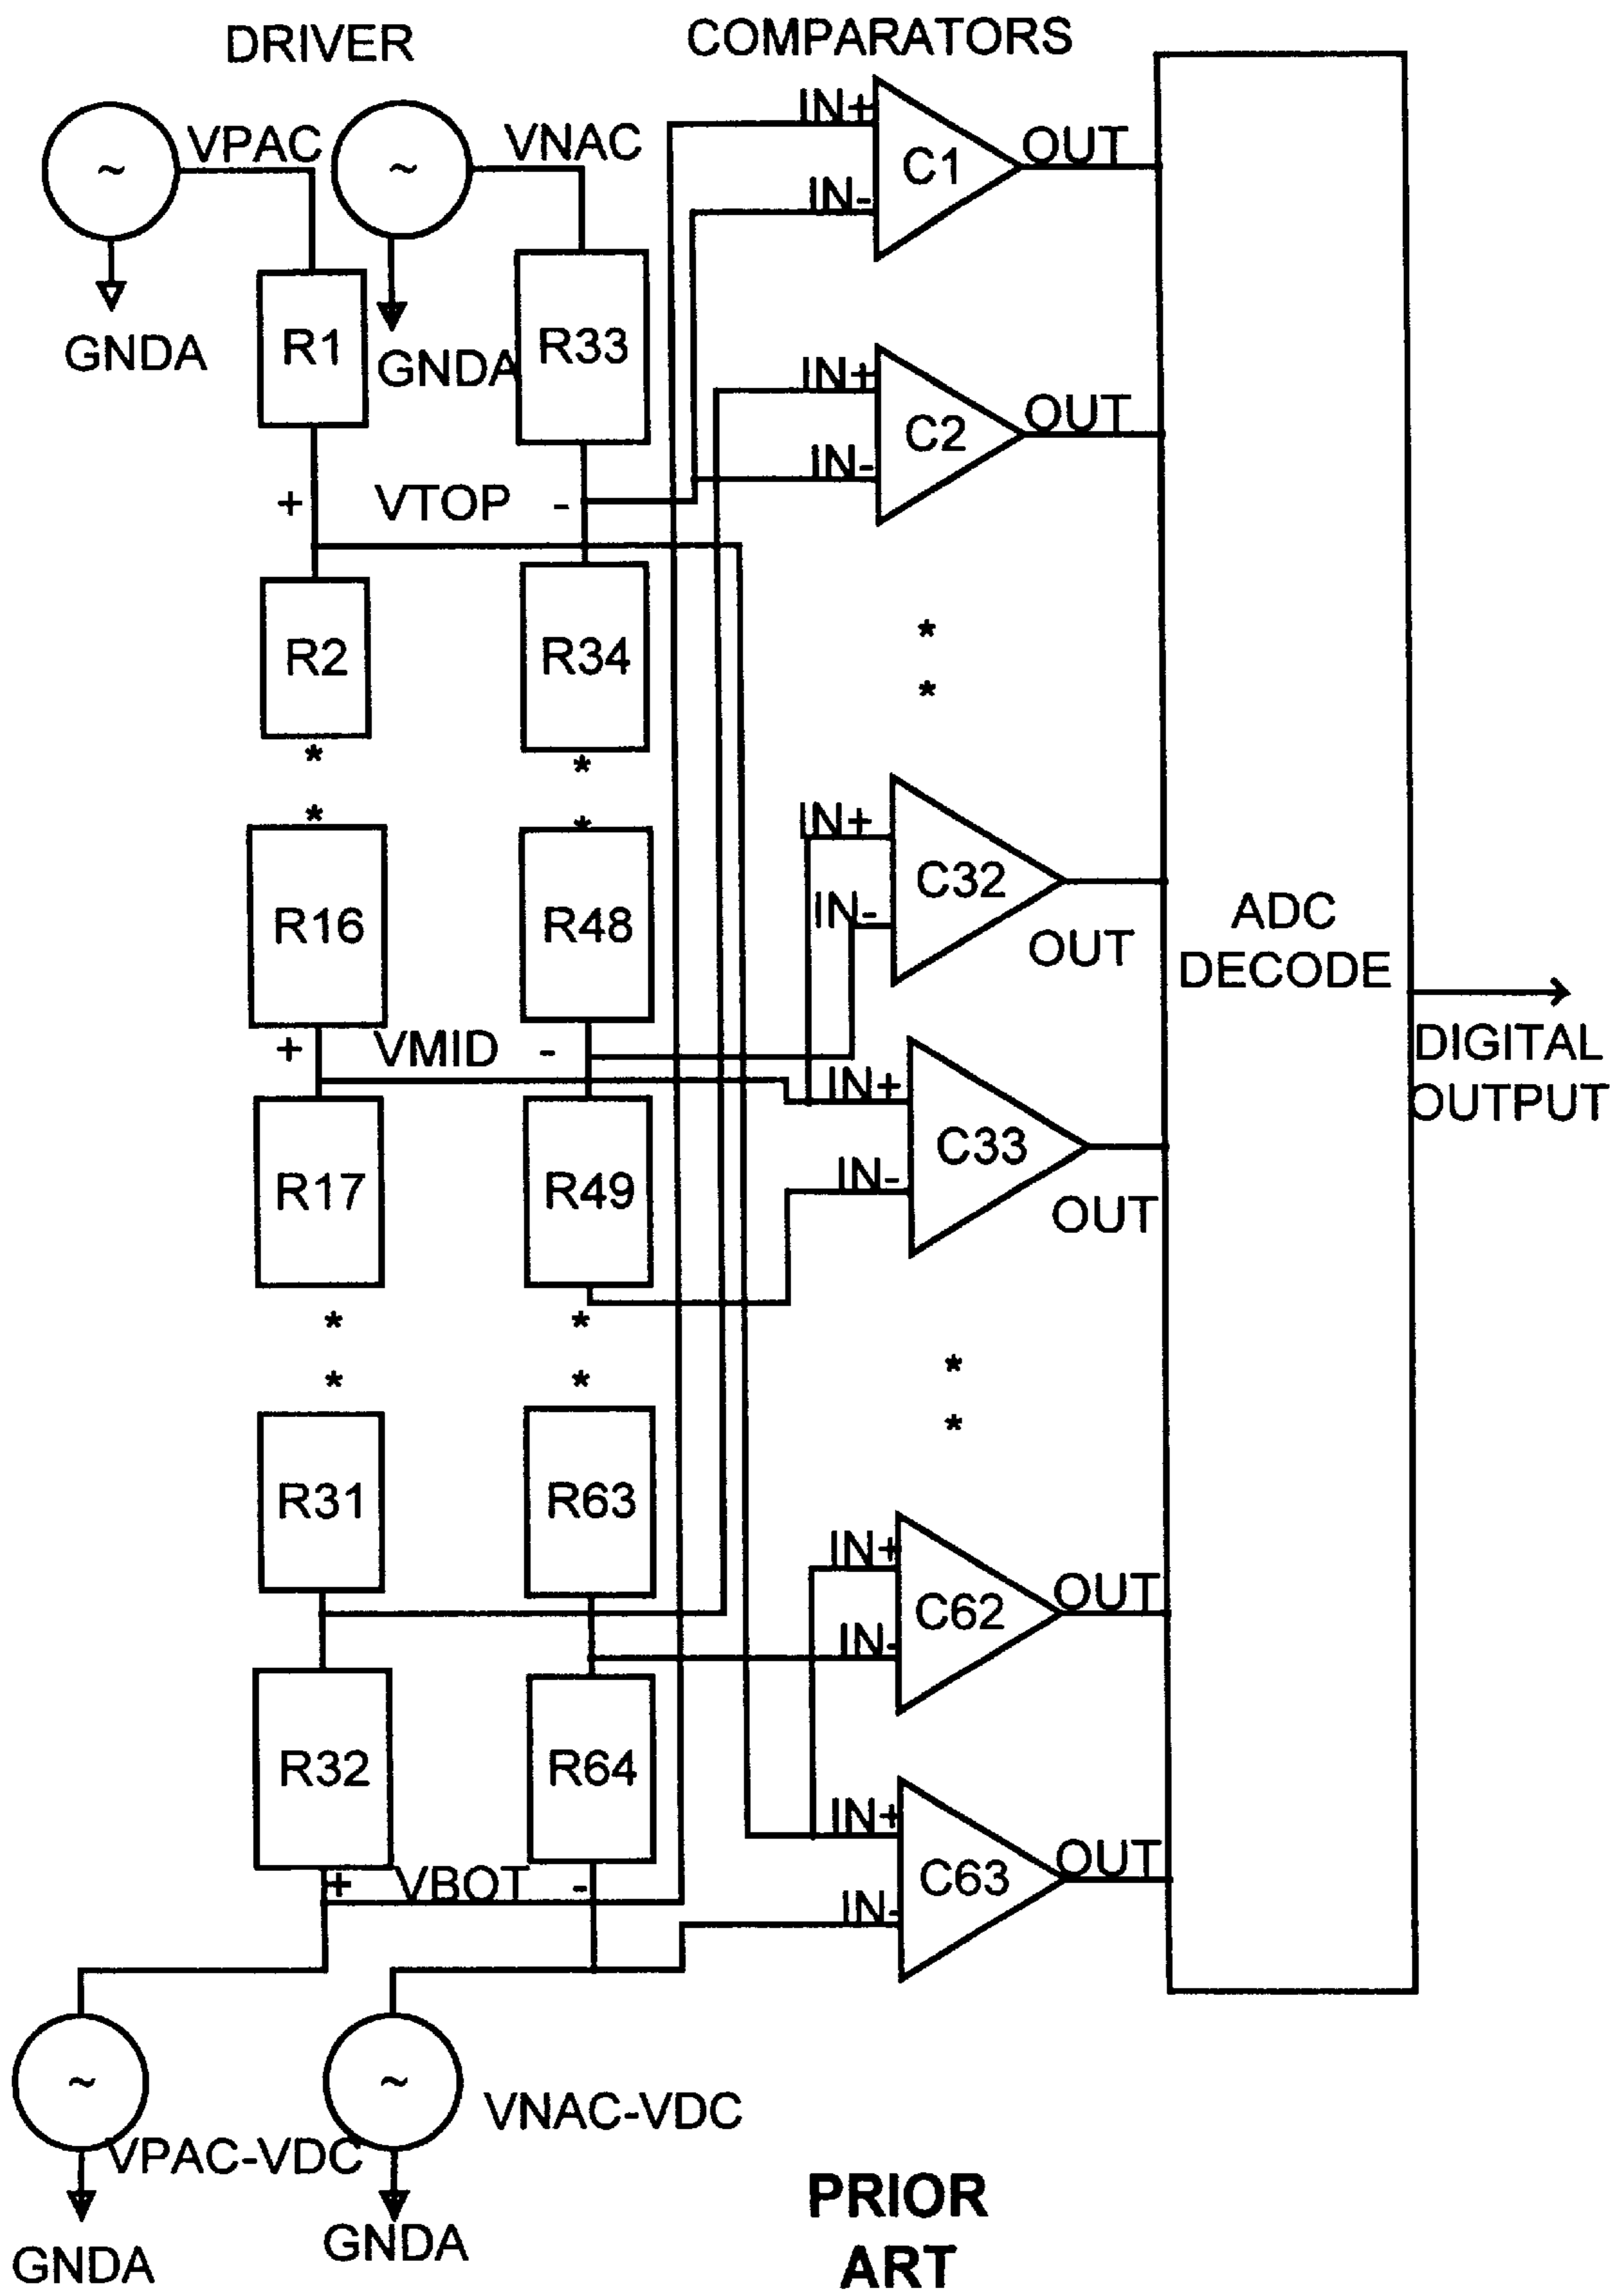 DRIVER
COMPARATORS
VPAC
VNAC
~
~
GNDA
GNDA
R1
R33
IN+
IN-
C1
OUT
IN+
IN-
C2
OUT
+ VTOP -
R2
R34
*
*
*
*
*
*
R16
R48
IN+
IN-
C32
OUT
ADC
DECODE
DIGITAL
OUTPUT
+ VMID -
IN+
IN-
C33
OUT
R17
R49
*
*
*
*
*
*
R31
R63
IN+
IN-
C62
OUT
R32
R64
IN+
IN-
C63
OUT
+ VBOT -
~
~
VPAC-VDC
VNAC-VDC
GNDA
GNDA
PRIOR
ART